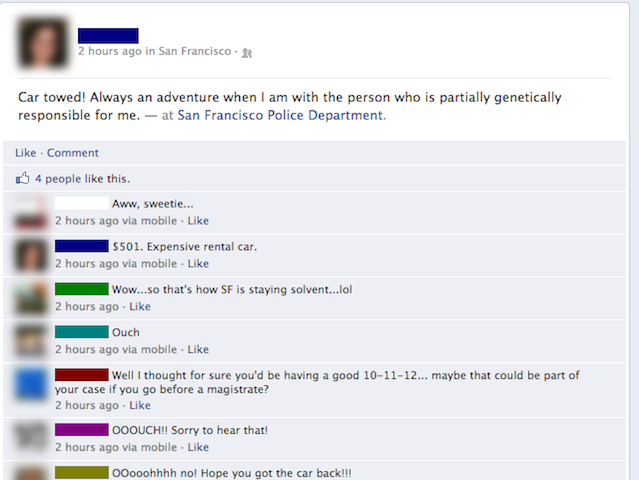 2 hours ago in San Francisco ·
Car towed! Always an adventure when I am with the person who is partially genetically
responsible for me. — at San Francisco Police Department.
Like · Comment
4 people like this.
Aww, sweetie...
2 hours ago via mobile · Like
$501. Expensive rental car.
2 hours ago via mobile · Like
Wow...so that's how SF is staying solvent...lol
2 hours ago · Like
Ouch
2 hours ago via mobile · Like
Well I thought for sure you'd be having a good 10-11-12... maybe that could be part of
your case if you go before a magistrate?
2 hours ago · Like
OOOUCH!! Sorry to hear that!
2 hours ago via mobile · Like
OOooohhhh no! Hope you got the car back!!!